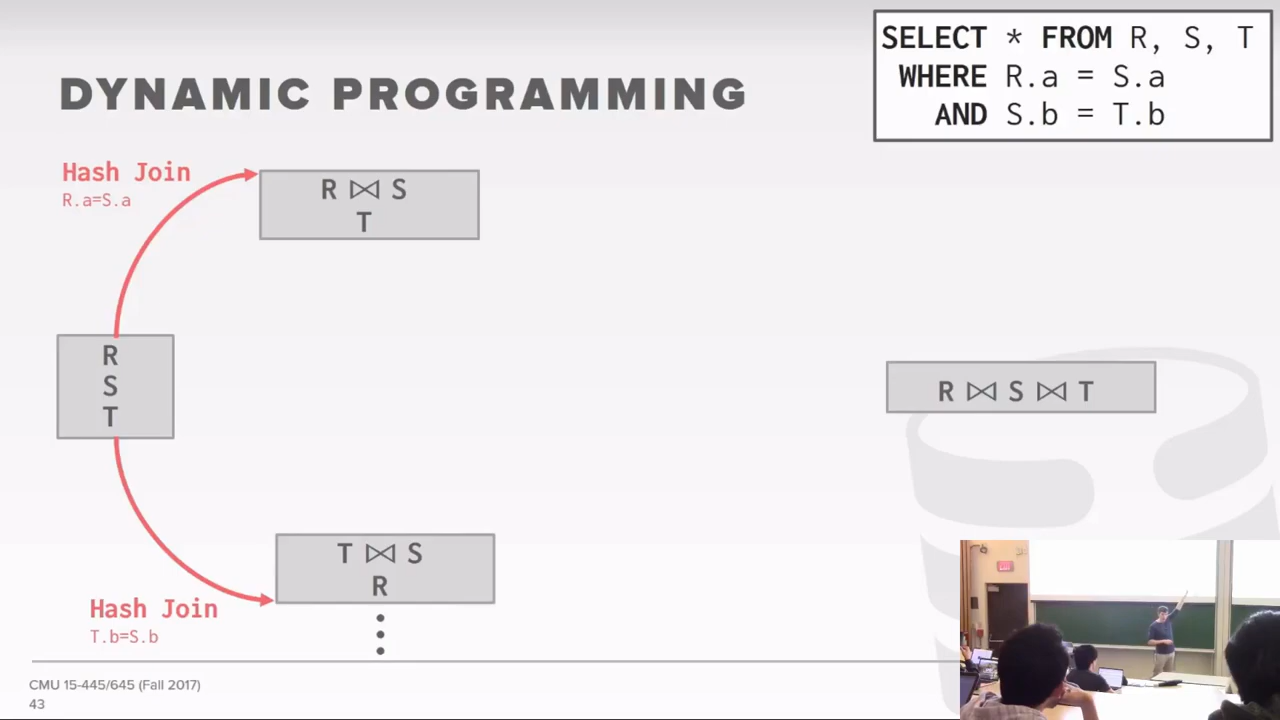 DYNAMIC PROGRAMMING
SELECT * FROM R, S, T
WHERE R.a = S.a
AND S.b = T.b
Hash Join
R.a=S.a
R ⋈ S
T
R
S
T
R ⋈ S ⋈ T
T ⋈ S
R
Hash Join
T.b=S.b
CMU 15-445/645 (Fall 2017)
43